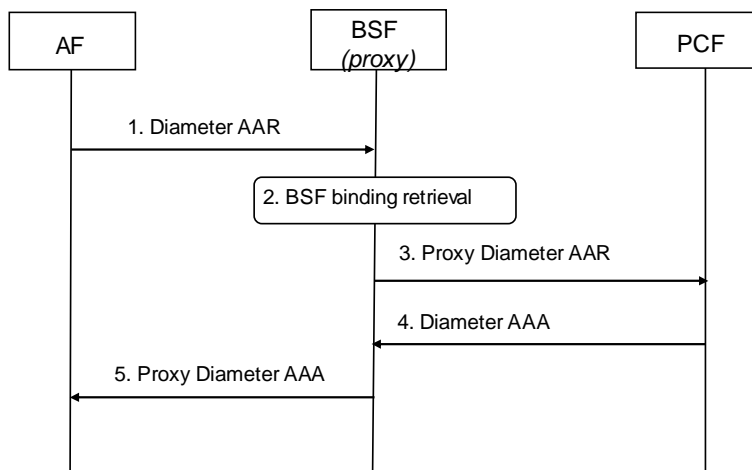 AF
BSF
(proxy)
PCF
1. Diameter AAR
2. BSF binding retrieval
3. Proxy Diameter AAR
4. Diameter AAA
5. Proxy Diameter AAA